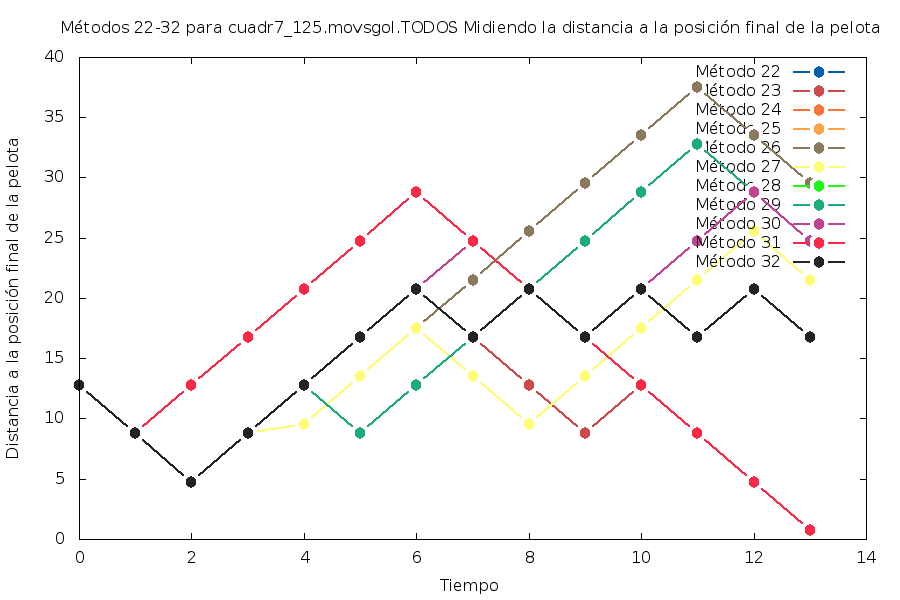 Métodos 22-32 para cuadr7_125.movsgol.TODOS Midiendo la distancia a la posición final de la pelota
40
35
30
25
20
15
10
5
0
0 2 4 6 8 10 12 14
Distancia a la posición final de la pelota
Tiempo
Método 22
Método 23
Método 24
Método 25
Método 26
Método 27
Método 28
Método 29
Método 30
Método 31
Método 32